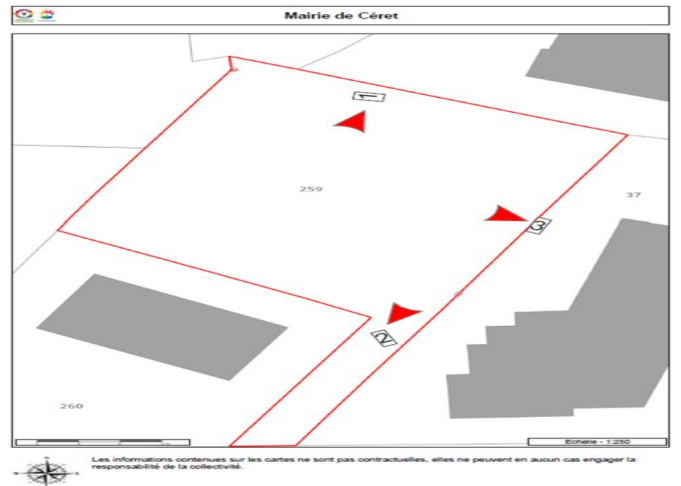 Mairie de Céret
1
259
37
3
2
260
Echelle - 1:250
Les informations contenues sur les cartes ne sont pas contractuelles, elles ne peuvent en aucun cas engager la
responsabilité de la collectivité.